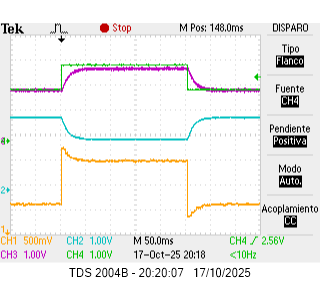 Tek Stop M Pos: 148.0ms DISPARO
Tipo
Flanco
Fuente
CH4
Pendiente
Positiva
Modo
Auto.
Acoplamiento
CC
CH1 500mV CH2 1.00V M 50.0ms CH4 2.56V
CH3 1.00V CH4 1.00V 17-Oct-25 20:18 <10Hz
TDS 2004B - 20:20:07 17/10/2025